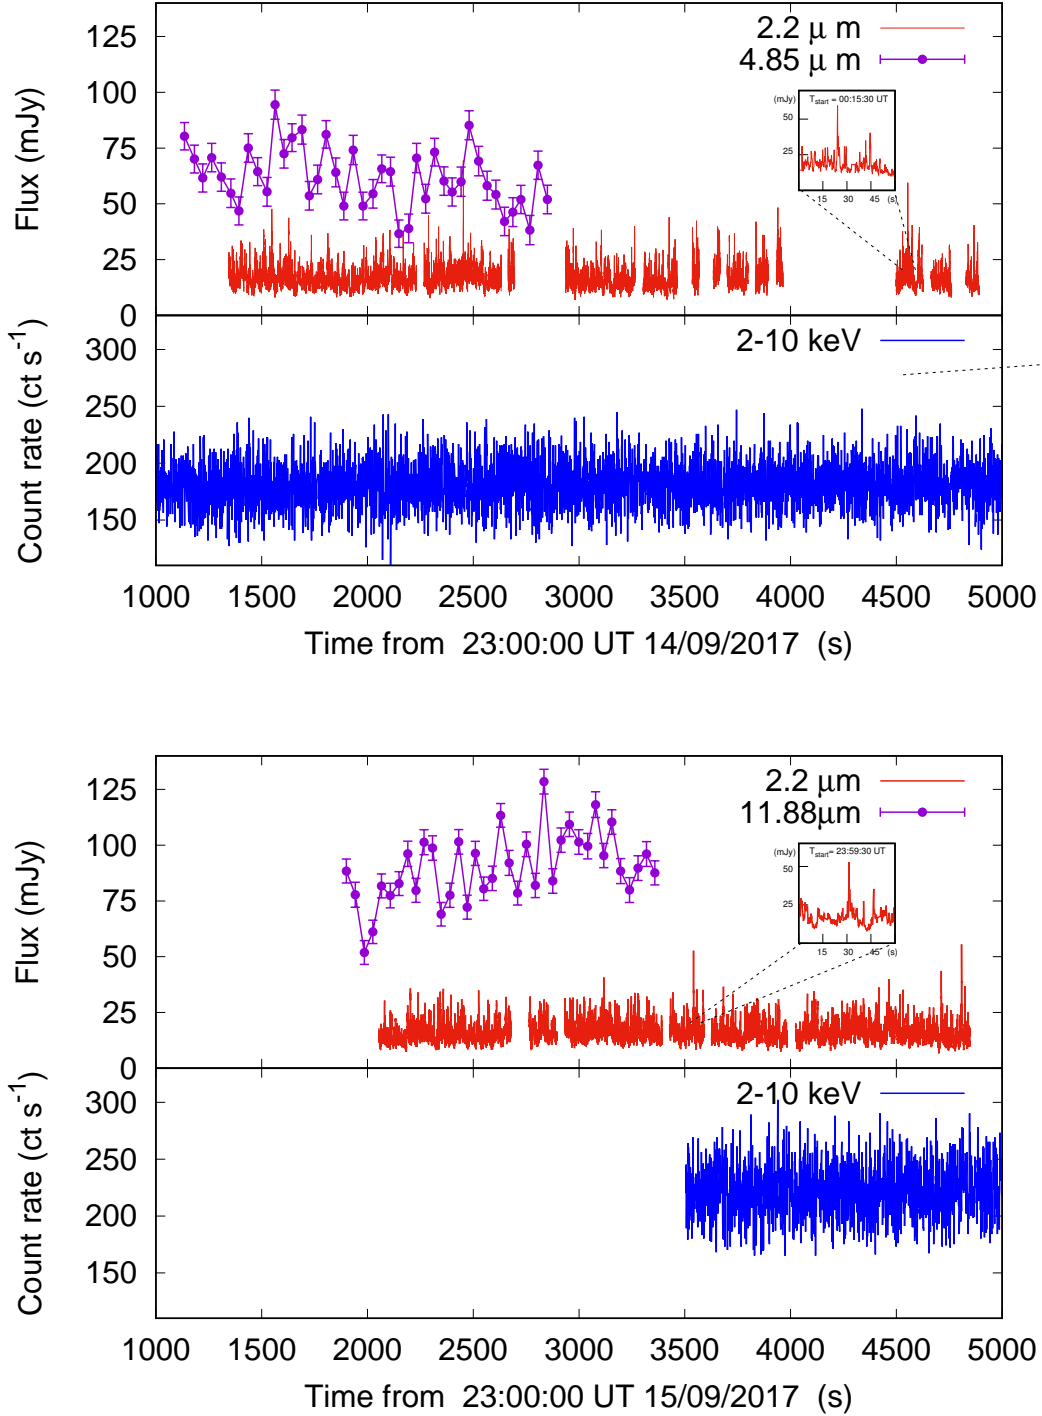 125
100
75
50
25
0
Flux (mJy)
2.2 μ m
4.85 μ m
(mJy)
T_start = 00:15:30 UT
50
25
15 30 45 (s)
300
250
200
150
Count rate (ct s^-1)
2-10 keV
1000 1500 2000 2500 3000 3500 4000 4500 5000
Time from 23:00:00 UT 14/09/2017 (s)
125
100
75
50
25
0
Flux (mJy)
2.2 μm
11.88μm
(mJy)
T_start = 23:59:30 UT
50
25
15 30 45 (s)
300
250
200
150
Count rate (ct s^-1)
2-10 keV
1000 1500 2000 2500 3000 3500 4000 4500 5000
Time from 23:00:00 UT 15/09/2017 (s)